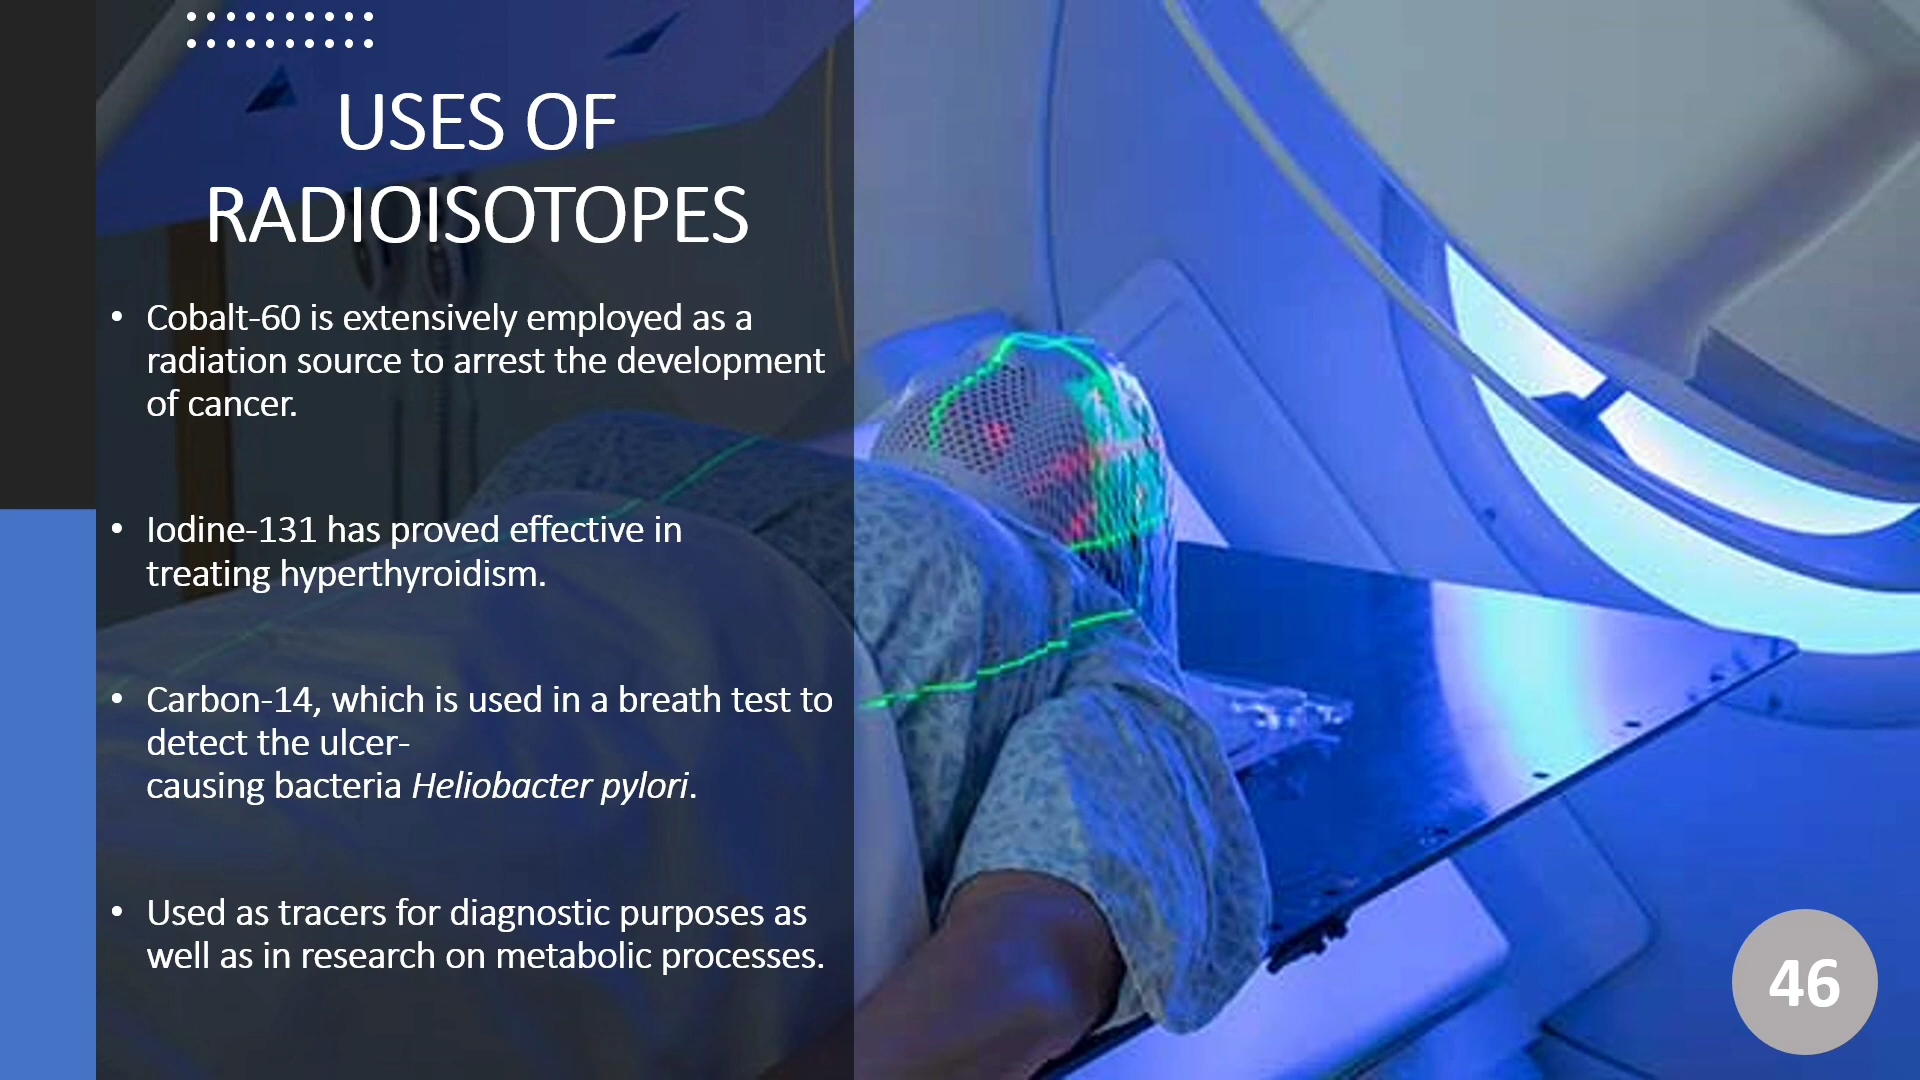 USES OF
RADIOISOTOPES
• Cobalt-60 is extensively employed as a
radiation source to arrest the development
of cancer.
• Iodine-131 has proved effective in
treating hyperthyroidism.
• Carbon-14, which is used in a breath test to
detect the ulcer-
causing bacteria Heliobacter pylori.
• Used as tracers for diagnostic purposes as
well as in research on metabolic processes.
46